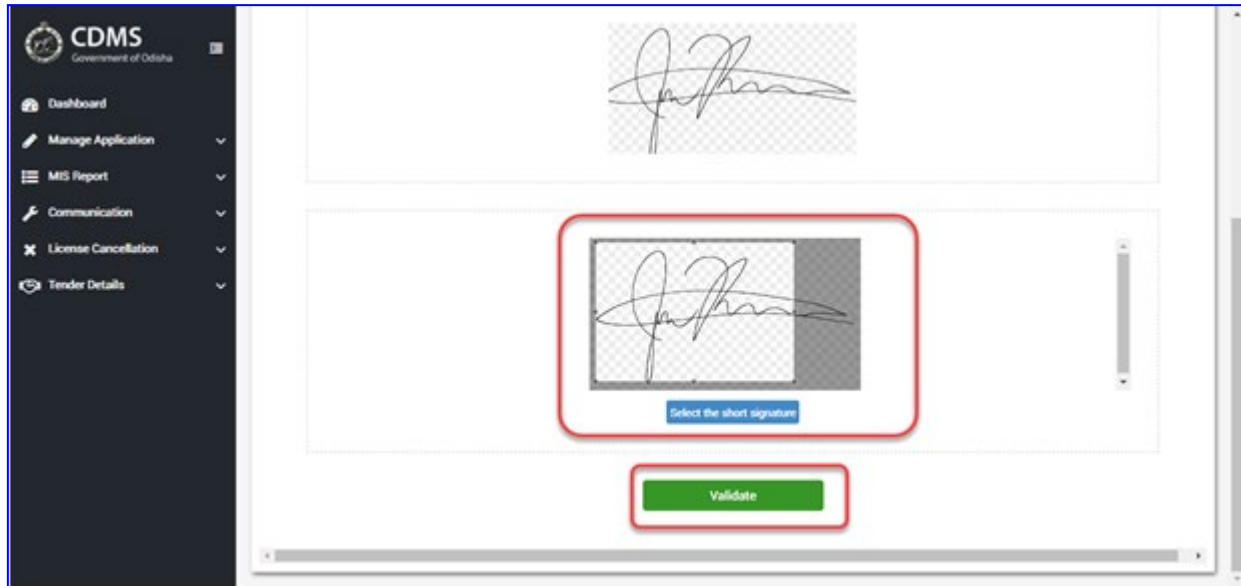 CDMS
Government of Odisha
Dashboard
Manage Application
MIS Report
Communication
License Cancellation
Tender Details
Select the short signature
Validate